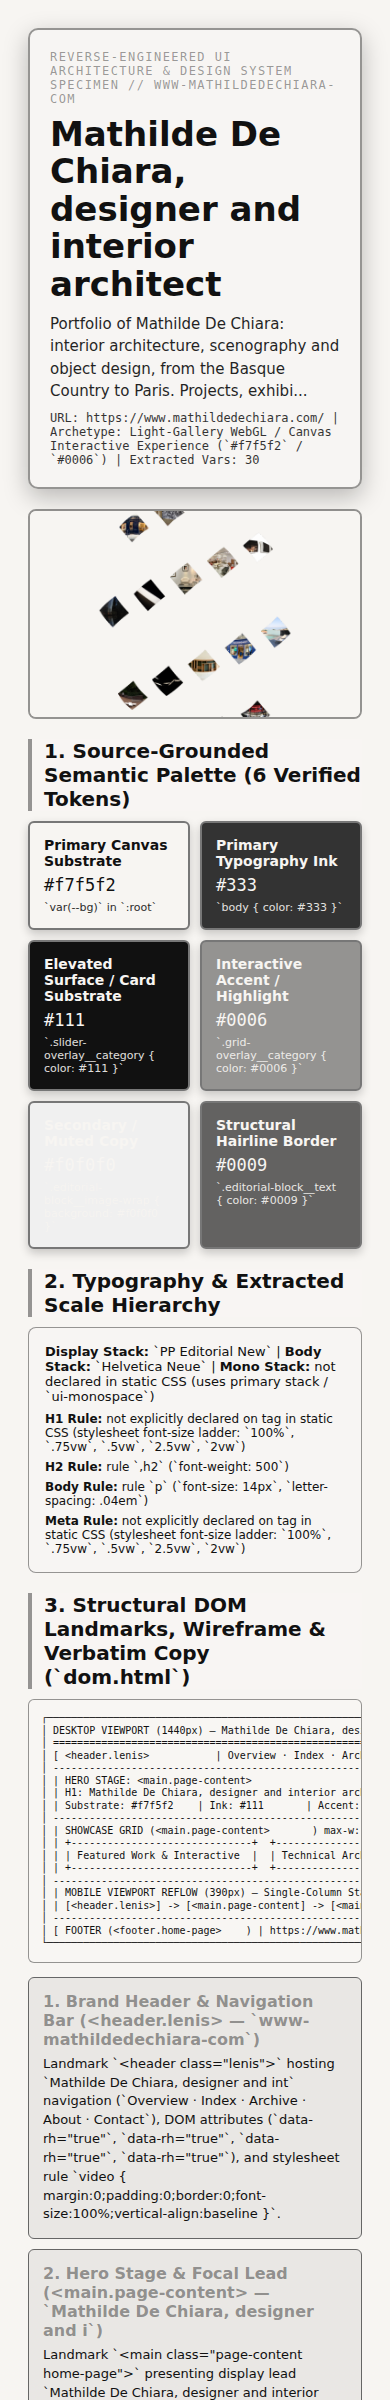 REVERSE-ENGINEERED UI
ARCHITECTURE & DESIGN SYSTEM
SPECIMEN // WWW-MATHILDEDECHIARA-
COM
Mathilde De
Chiara,
designer and
interior
architect
Portfolio of Mathilde De Chiara:
interior architecture, scenography and
object design, from the Basque
Country to Paris. Projects, exhibi...
URL: https://www.mathildedechiara.com/ |
Archetype: Light-Gallery WebGL / Canvas
Interactive Experience (`#f7f5f2` /
`#0006`) | Extracted Vars: 30
1. Source-Grounded
Semantic Palette (6 Verified
Tokens)
Primary Canvas
Substrate
#f7f5f2
`var(--bg)` in `:root`
Primary
Typography Ink
#333
`body { color: #333 }`
Elevated
Surface / Card
Substrate
#111
`.slider-
overlay__category {
color: #111 }`
Interactive
Accent /
Highlight
#0006
`.grid-
overlay__category {
color: #0006 }`
Secondary /
Muted Copy
#f0f0f0
Structural
Hairline Border
#0009
`.editorial-block__text
{ color: #0009 }`
2. Typography & Extracted
Scale Hierarchy
Display Stack: `PP Editorial New` | Body
Stack: `Helvetica Neue` | Mono Stack: not
declared in static CSS (uses primary stack /
`ui-monospace`)
H1 Rule: not explicitly declared on tag in static
CSS (stylesheet font-size ladder: `100%`,
`.75vw`, `.5vw`, `2.5vw`, `2vw`)
H2 Rule: rule `,h2` (`font-weight: 500`)
Body Rule: rule `p` (`font-size: 14px`, `letter-
spacing: .04em`)
Meta Rule: not explicitly declared on tag in
static CSS (stylesheet font-size ladder: `100%`,
`.75vw`, `.5vw`, `2.5vw`, `2vw`)
3. Structural DOM
Landmarks, Wireframe &
Verbatim Copy
(`dom.html`)
DESKTOP VIEWPORT (1440px) — Mathilde De Chiara, des
[ <header.lenis> | Overview · Index · Arc
| HERO STAGE: <main.page-content>
| H1: Mathilde De Chiara, designer and interior arc
| Substrate: #f7f5f2 | Ink: #111 | Accent:
| SHOWCASE GRID (<main.page-content> ) max-w:
| | Featured Work & Interactive | | Technical Arc
| MOBILE VIEWPORT REFLOW (390px) — Single-Column St
| [<header.lenis>] -> [<main.page-content>] -> [<mai
[ FOOTER (<footer.home-page> ) | https://www.mat
1. Brand Header & Navigation
Bar (<header.lenis> — `www-
mathildedechiara-com`)
Landmark `<header class="lenis">` hosting
`Mathilde De Chiara, designer and int`
navigation (`Overview · Index · Archive ·
About · Contact`), DOM attributes (`data-
rh="true"`, `data-rh="true"`, `data-
rh="true"`, `data-rh="true"`), and stylesheet
rule `video {
margin:0;padding:0;border:0;font-
size:100%;vertical-align:baseline }`.
2. Hero Stage & Focal Lead
(<main.page-content> —
`Mathilde De Chiara, designer
and i`)
Landmark `<main class="page-content
home-page">` presenting display lead
`Mathilde De Chiara, designer and interior